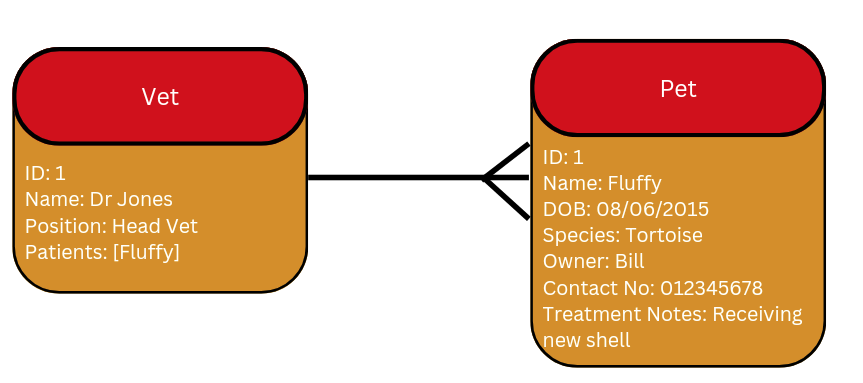 Vet
ID: 1
Name: Dr Jones
Position: Head Vet
Patients: [Fluffy]
Pet
ID: 1
Name: Fluffy
DOB: 08/06/2015
Species: Tortoise
Owner: Bill
Contact No: 012345678
Treatment Notes: Receiving
new shell